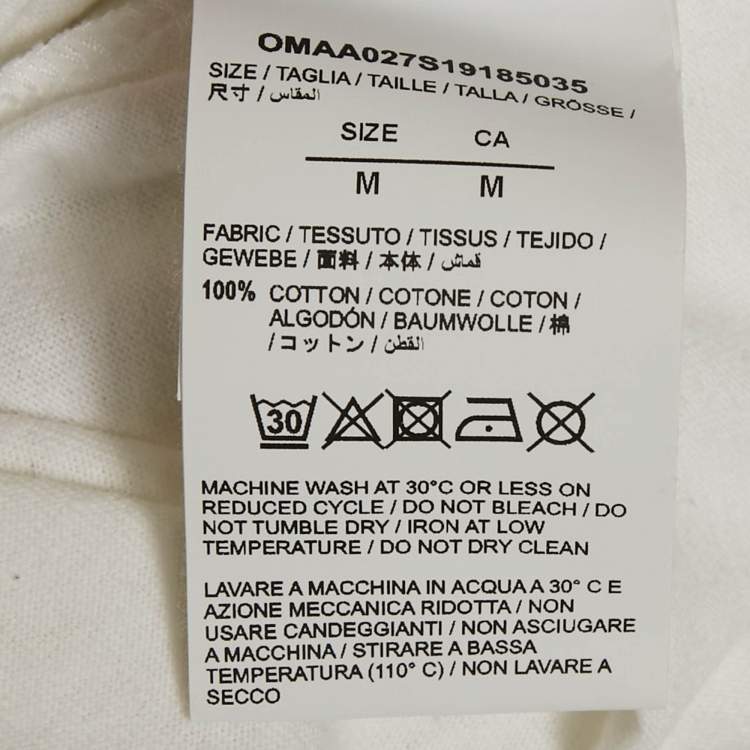 OMAA027S19185035
SIZE / TAGLIA / TAILLE / TALLA / GRÖSSE /
尺寸 / المقاس /
SIZE CA
M M
FABRIC / TESSUTO / TISSUS / TEJIDO /
GEWEBE / 面料 / 本体 / قماش
100% COTTON / COTONE / COTON /
ALGODÓN / BAUMWOLLE / 棉
/ コットン / القطن
30
MACHINE WASH AT 30°C OR LESS ON
REDUCED CYCLE / DO NOT BLEACH / DO
NOT TUMBLE DRY / IRON AT LOW
TEMPERATURE / DO NOT DRY CLEAN
LAVARE A MACCHINA IN ACQUA A 30° C E
AZIONE MECCANICA RIDOTTA / NON
USARE CANDEGGIANTI / NON ASCIUGARE
A MACCHINA / STIRARE A BASSA
TEMPERATURA (110° C) / NON LAVARE A
SECCO